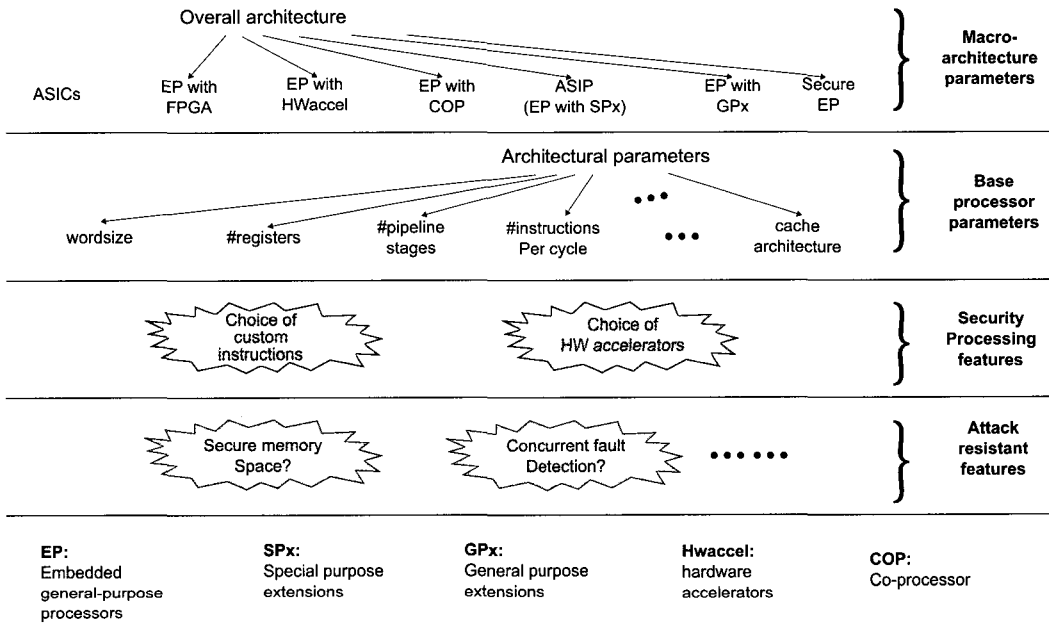 Overall architecture
Macro-
architecture
parameters
ASICs
EP with
FPGA
EP with
HWaccel
EP with
COP
ASIP
(EP with SPx)
EP with
GPx
Secure
EP
Architectural parameters
Base
processor
parameters
wordsize
#registers
#pipeline
stages
#instructions
Per cycle
cache
architecture
Choice of
custom
instructions
Choice of
HW accelerators
Security
Processing
features
Secure memory
Space?
Concurrent fault
Detection?
Attack
resistant
features
EP:
Embedded
general-purpose
processors
SPx:
Special purpose
extensions
GPx:
General purpose
extensions
Hwaccel:
hardware
accelerators
COP:
Co-processor